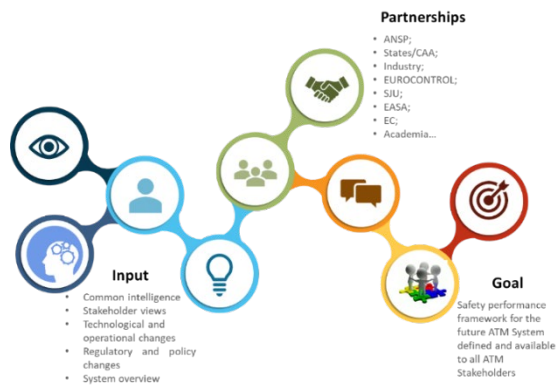 Partnerships
• ANSP;
• States/CAA;
• Industry;
• EUROCONTROL;
• SJU;
• EASA;
• EC;
• Academia...
Input
• Common intelligence
• Stakeholder views
• Technological and
operational changes
• Regulatory and policy
changes
• System overview
Goal
Safety performance
framework for the
future ATM System
defined and available
to all ATM
Stakeholders